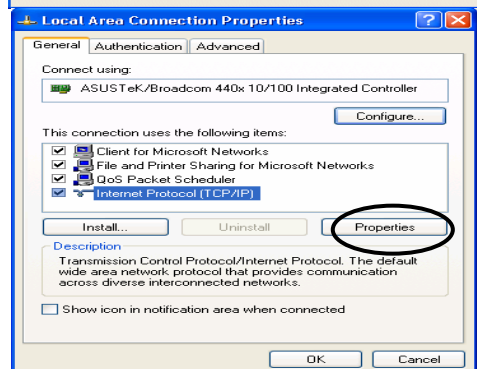 Local Area Connection Properties
General Authentication Advanced
Connect using:
ASUSTeK/Broadcom 440x 10/100 Integrated Controller
Configure...
This connection uses the following items:
Client for Microsoft Networks
File and Printer Sharing for Microsoft Networks
QoS Packet Scheduler
Internet Protocol (TCP/IP)
Install... Uninstall Properties
Description
Transmission Control Protocol/Internet Protocol. The default
wide area network protocol that provides communication
across diverse interconnected networks.
Show icon in notification area when connected
OK Cancel